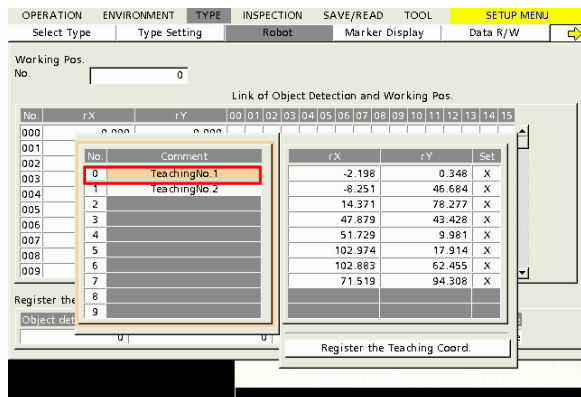 OPERATION ENVIRONMENT TYPE INSPECTION SAVE/READ TOOL SETUP MENU
Select Type Type Setting Robot Marker Display Data R/W
Working Pos.
No. 0
Link of Object Detection and Working Pos.
No. rX rY 00 01 02 03 04 05 06 07 08 09 10 11 12 13 14 15
000
001
002
003
004
005
006
007
008
009
No. Comment
0 TeachingNo.1
1 TeachingNo.2
2
3
4
5
6
7
8
9
rX rY Set
-2.198 0.348 X
-8.251 46.684 X
14.371 78.277 X
47.879 43.428 X
51.729 9.981 X
102.974 17.914 X
102.883 62.455 X
71.519 94.308 X
Register the
Object det
0 0
Register the Teaching Coord.